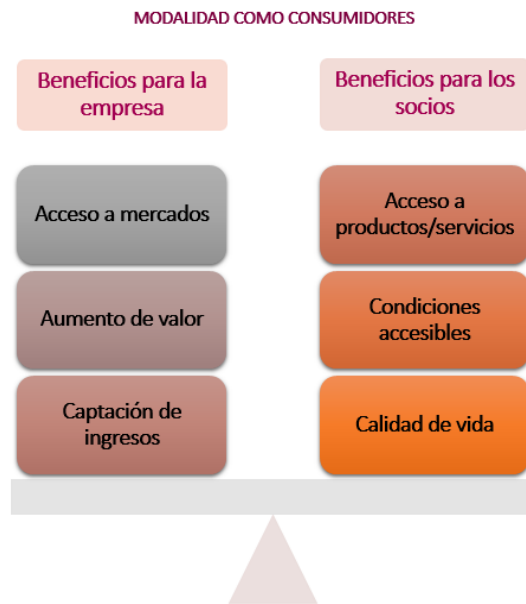 MODALIDAD COMO CONSUMIDORES
Beneficios para la
empresa
Beneficios para los
socios
Acceso a mercados
Acceso a
productos/servicios
Aumento de valor
Condiciones
accesibles
Captación de
ingresos
Calidad de vida